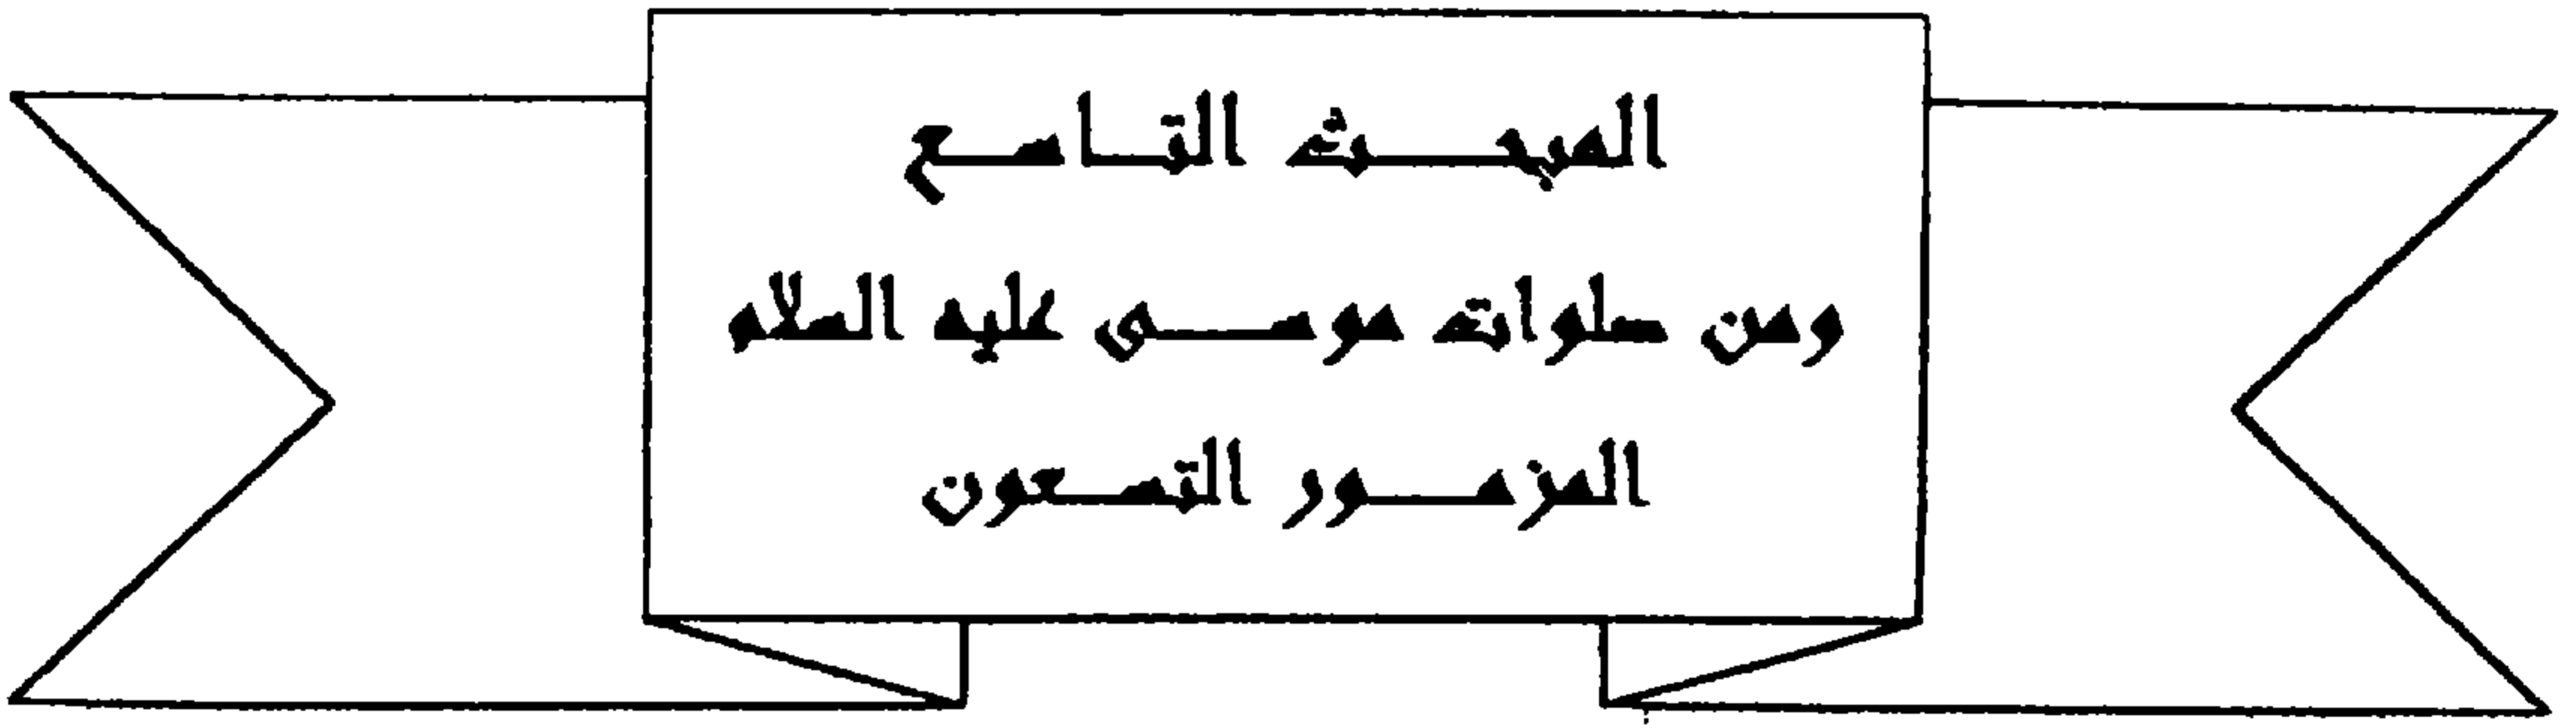 المبحث التاسع
ومن صلوات موسى عليه السلام
المزمور التسعون